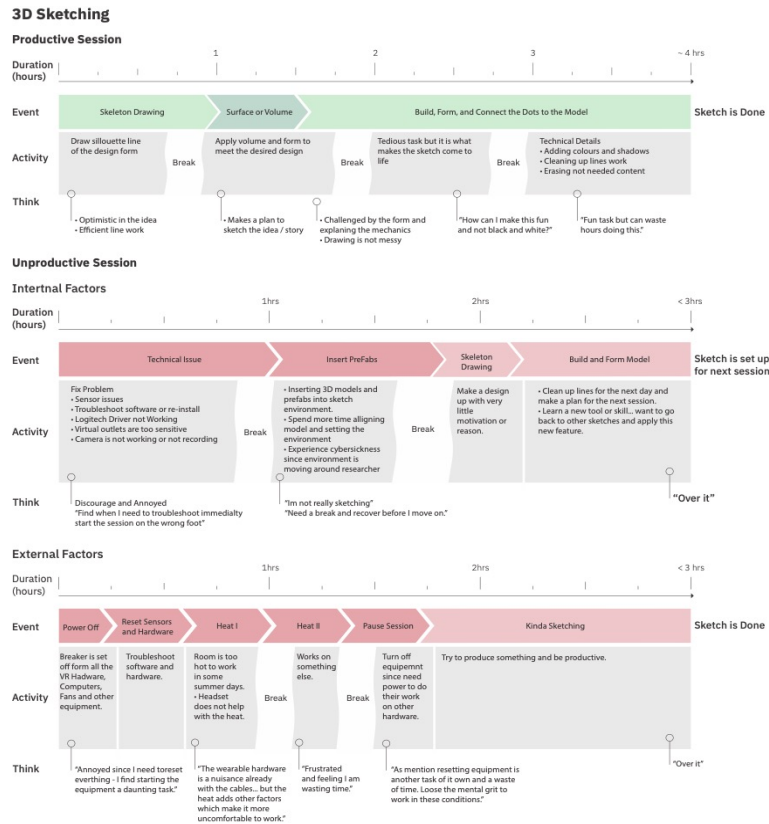 3D Sketching
Productive Session
1
2
3
~ 4 hrs
Duration
(hours)
Event
Skeleton Drawing
Surface or Volume
Build, Form, and Connect the Dots to the Model
Sketch is Done
Activity
Draw sillouette line
of the design form
Break
Apply volume and form to
meet the desired design
Break
Tedious task but it is what
makes the sketch come to
life
Break
Technical Details
• Adding colours and shadows
• Cleaning up lines work
• Erasing not needed content
Think
• Optimistic in the idea
• Efficient line work
• Makes a plan to
sketch the idea / story
• Challenged by the form and
explaning the mechanics
• Drawing is not messy
"How can I make this fun
and not black and white?"
"Fun task but can waste
hours doing this."
Unproductive Session
Intertnal Factors
1hrs
2hrs
< 3hrs
Duration
(hours)
Event
Technical Issue
Insert PreFabs
Skeleton
Drawing
Build and Form Model
Sketch is set up
for next session
Activity
Fix Problem
• Sensor issues
• Troubleshoot software or re-install
• Logitech Driver not Working
• Virtual outlets are too sensitive
• Camera is not working or not recording
Break
• Inserting 3D models and
prefabs into sketch
environment.
• Spend more time alligning
model and setting the
environment
• Experience cybersickness
since environment is
moving around researcher
Break
Make a design
up with very
little
motivation or
reason.
• Clean up lines for the next day and
make a plan for the next session.
• Learn a new tool or skill... want to go
back to other sketches and apply this
new feature.
Think
Discourage and Annoyed
"Find when I need to troubleshoot immedialty
start the session on the wrong foot"
"Im not really sketching"
"Need a break and recover before I move on."
"Over it"
External Factors
1hrs
2hrs
< 3 hrs
Duration
(hours)
Event
Power Off
Reset Sensors
and Hardware
Heat I
Heat II
Pause Session
Kinda Sketching
Sketch is Done
Activity
Breaker is set
off form all the
VR Hadware,
Computers,
Fans and other
equipment.
Troubleshoot
software and
hardware.
Room is too
hot to work
in some
summer days.
• Headset
does not help
with the heat.
Break
Works on
something
else.
Break
Turn off
equipemnt
since need
power to do
their work
on other
hardware.
Try to produce something and be productive.
Think
"Annoyed since I need toreset
everthing - I find starting the
equipment a daunting task."
"The wearable hardware
is a nuisance already
with the cables... but the
heat adds other factors
which make it more
uncomfortable to work."
"Frustrated
and feeling I am
wasting time."
"As mention resetting equipment is
another task of it own and a waste
of time. Loose the mental grit to
work in these conditions."
"Over it"